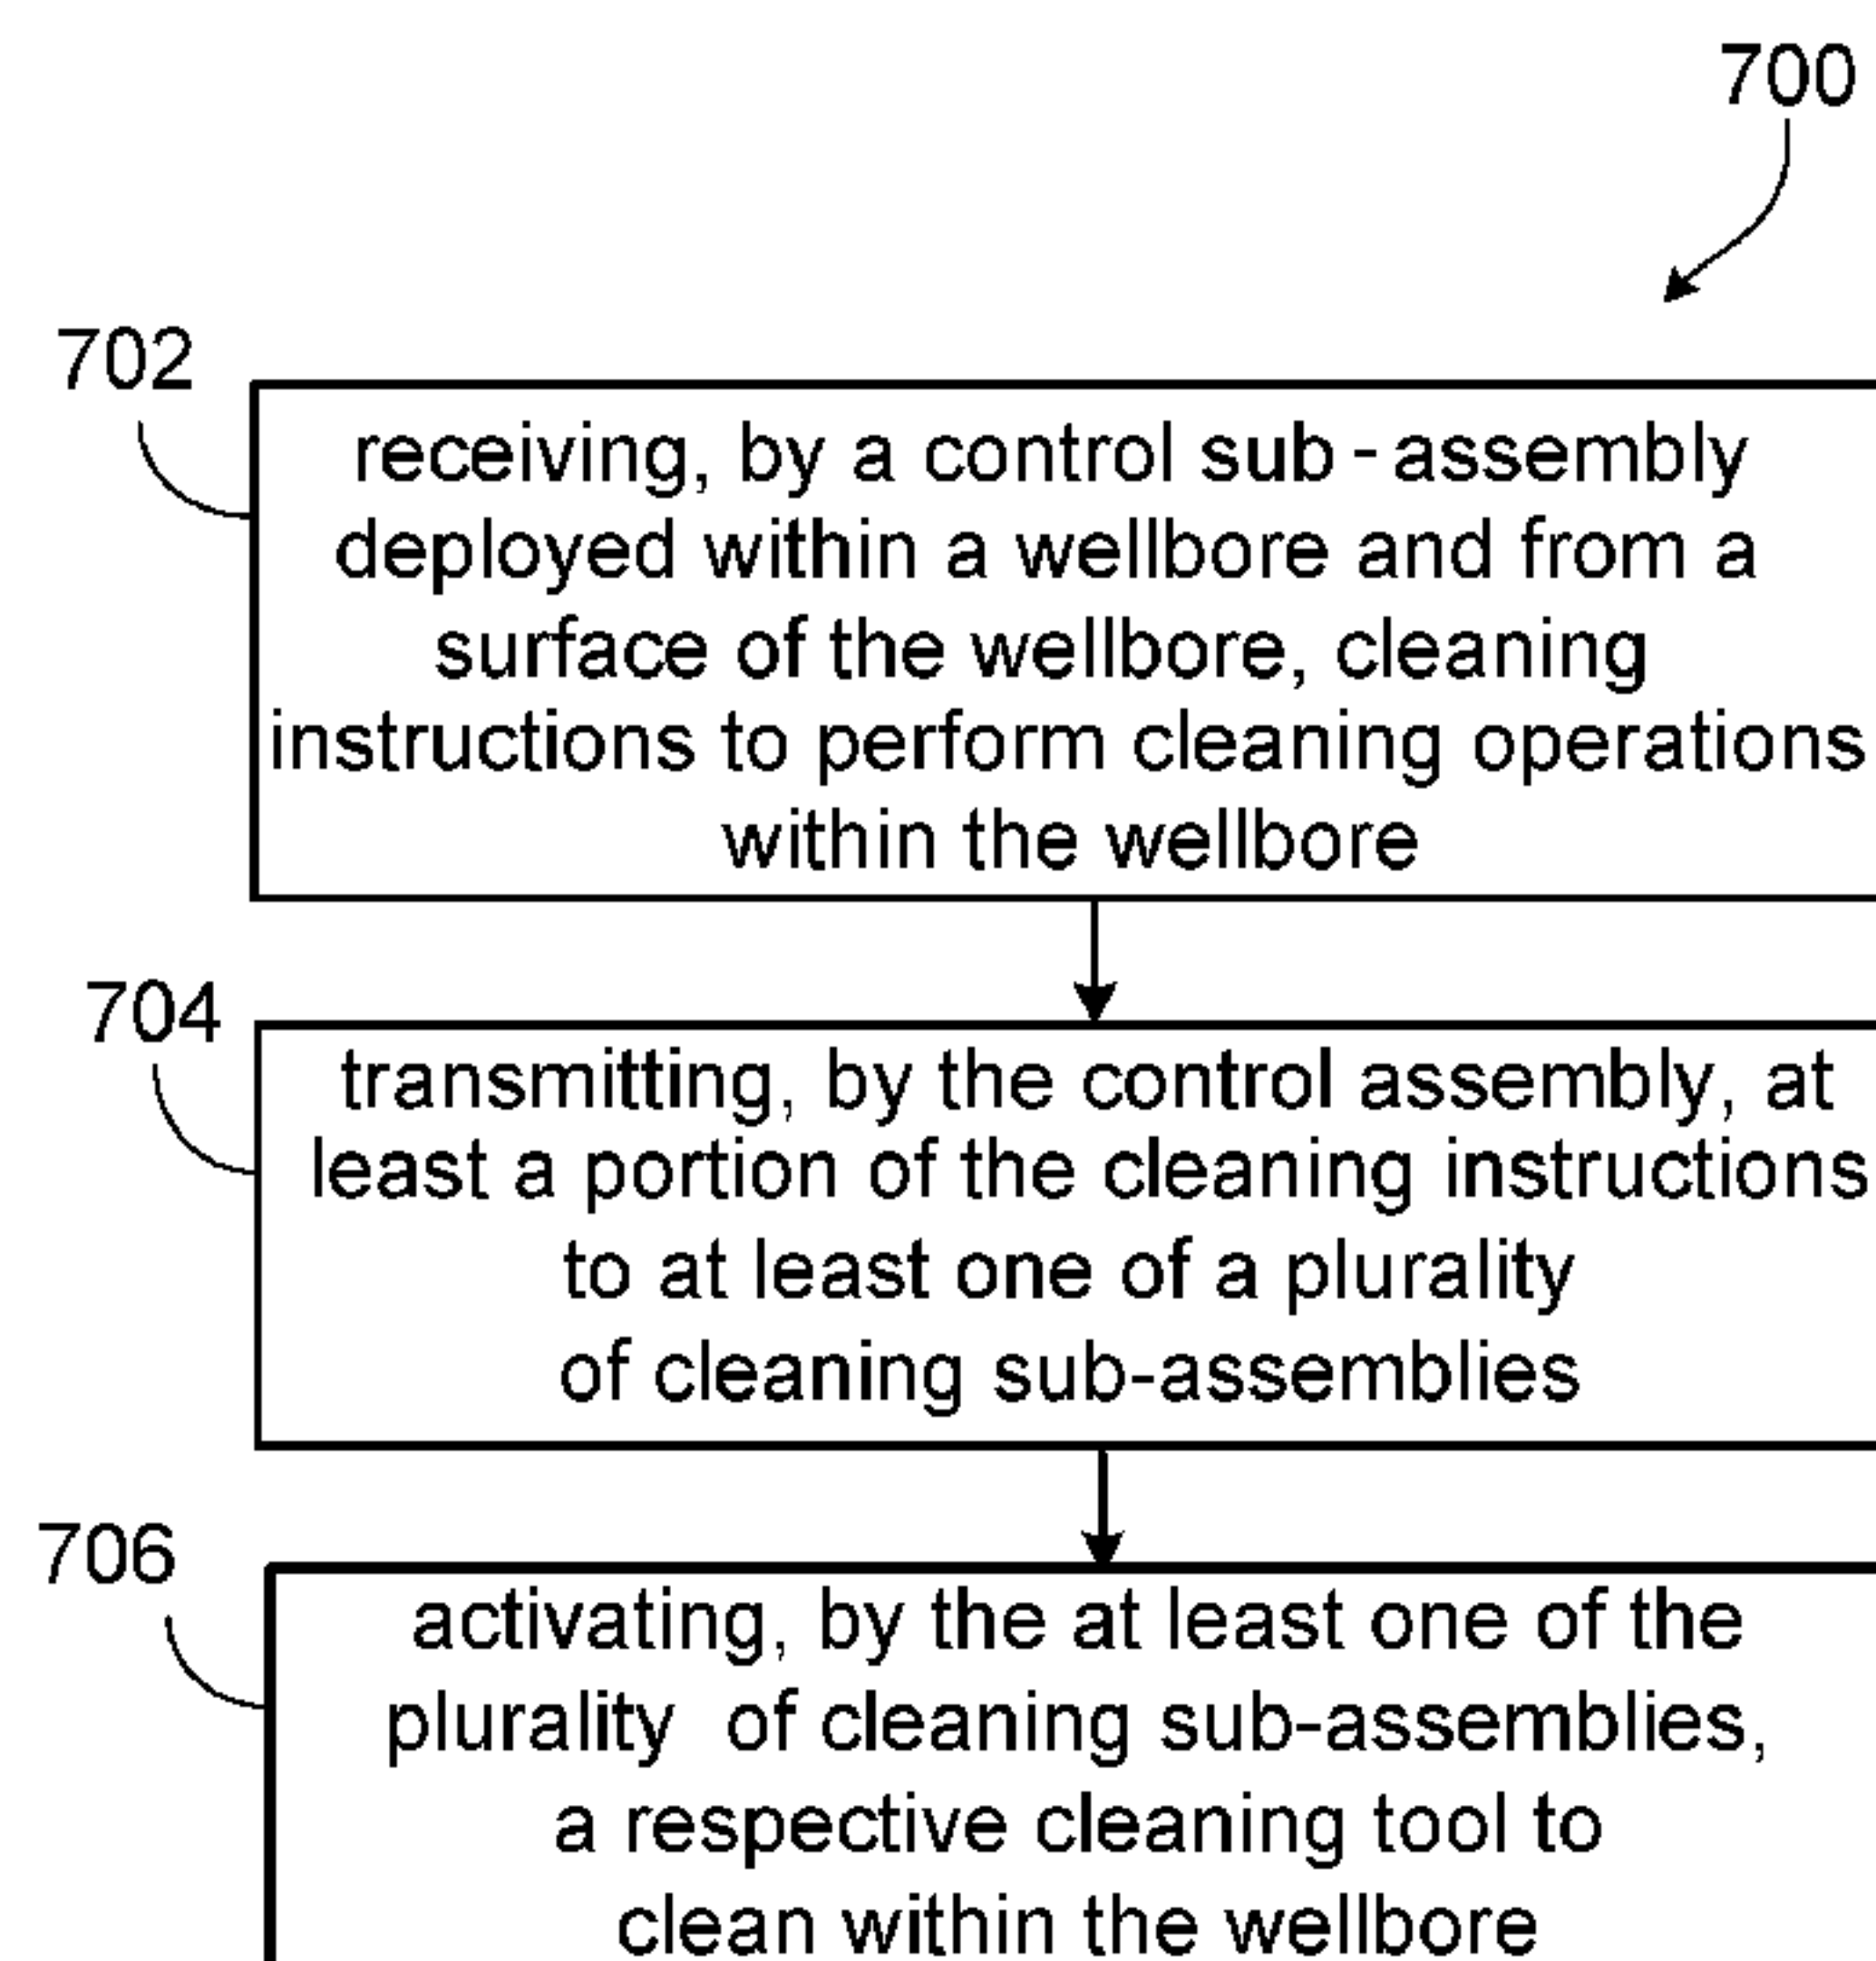 700
702
receiving, by a control sub-assembly
deployed within a wellbore and from a
surface of the wellbore, cleaning
instructions to perform cleaning operations
within the wellbore
704
transmitting, by the control assembly, at
least a portion of the cleaning instructions
to at least one of a plurality
of cleaning sub-assemblies
706
activating, by the at least one of the
plurality of cleaning sub-assemblies,
a respective cleaning tool to
clean within the wellbore